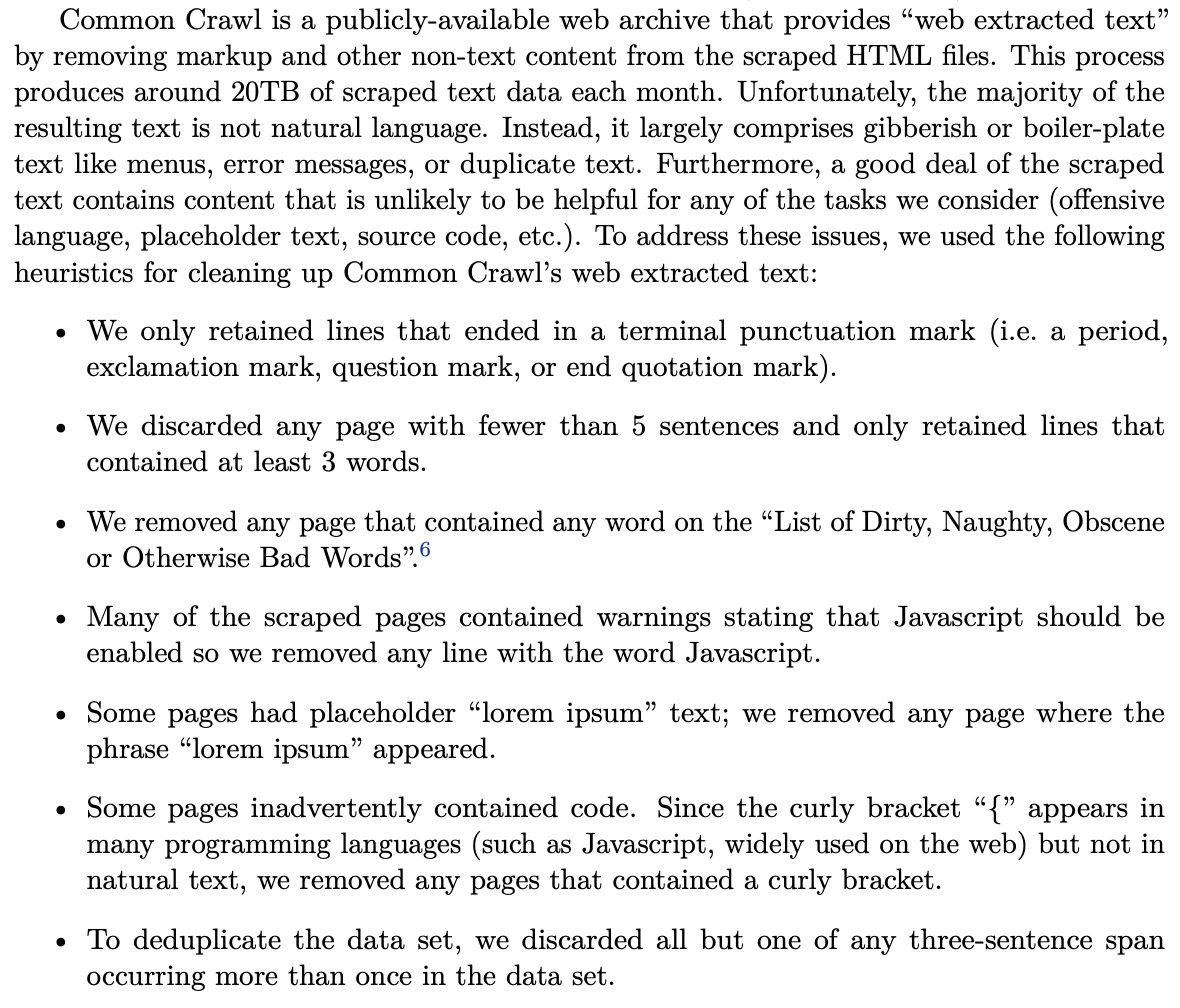 Common Crawl is a publicly-available web archive that provides “web extracted text”
by removing markup and other non-text content from the scraped HTML files. This process
produces around 20TB of scraped text data each month. Unfortunately, the majority of the
resulting text is not natural language. Instead, it largely comprises gibberish or boiler-plate
text like menus, error messages, or duplicate text. Furthermore, a good deal of the scraped
text contains content that is unlikely to be helpful for any of the tasks we consider (offensive
language, placeholder text, source code, etc.). To address these issues, we used the following
heuristics for cleaning up Common Crawl’s web extracted text:
• We only retained lines that ended in a terminal punctuation mark (i.e. a period,
exclamation mark, question mark, or end quotation mark).
• We discarded any page with fewer than 5 sentences and only retained lines that
contained at least 3 words.
• We removed any page that contained any word on the “List of Dirty, Naughty, Obscene
or Otherwise Bad Words”.6
• Many of the scraped pages contained warnings stating that Javascript should be
enabled so we removed any line with the word Javascript.
• Some pages had placeholder “lorem ipsum” text; we removed any page where the
phrase “lorem ipsum” appeared.
• Some pages inadvertently contained code. Since the curly bracket “{” appears in
many programming languages (such as Javascript, widely used on the web) but not in
natural text, we removed any pages that contained a curly bracket.
• To deduplicate the data set, we discarded all but one of any three-sentence span
occurring more than once in the data set.